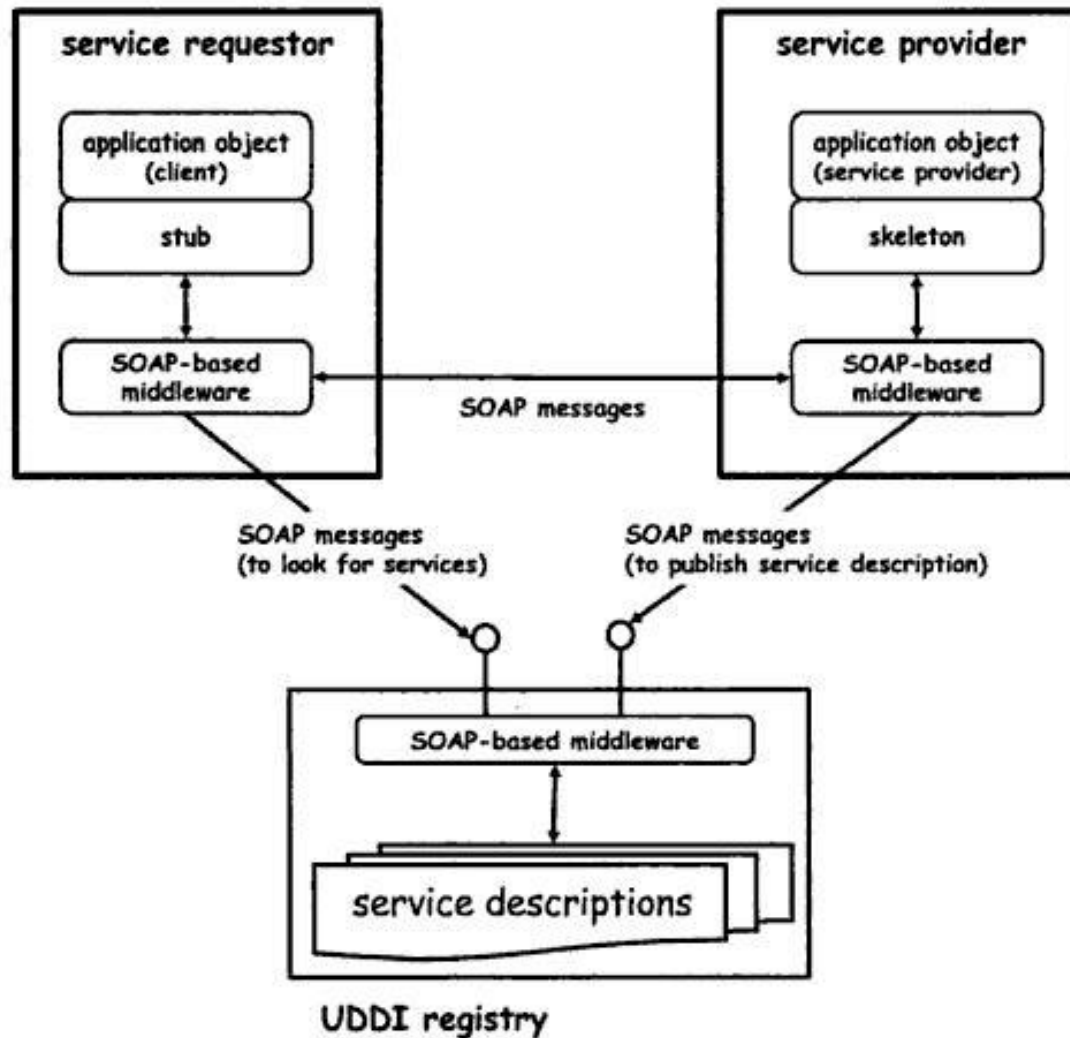 service requestor
application object
(client)
stub
SOAP-based
middleware
service provider
application object
(service provider)
skeleton
SOAP-based
middleware
SOAP messages
SOAP messages
(to look for services)
SOAP messages
(to publish service description)
SOAP-based middleware
service descriptions
UDDI registry